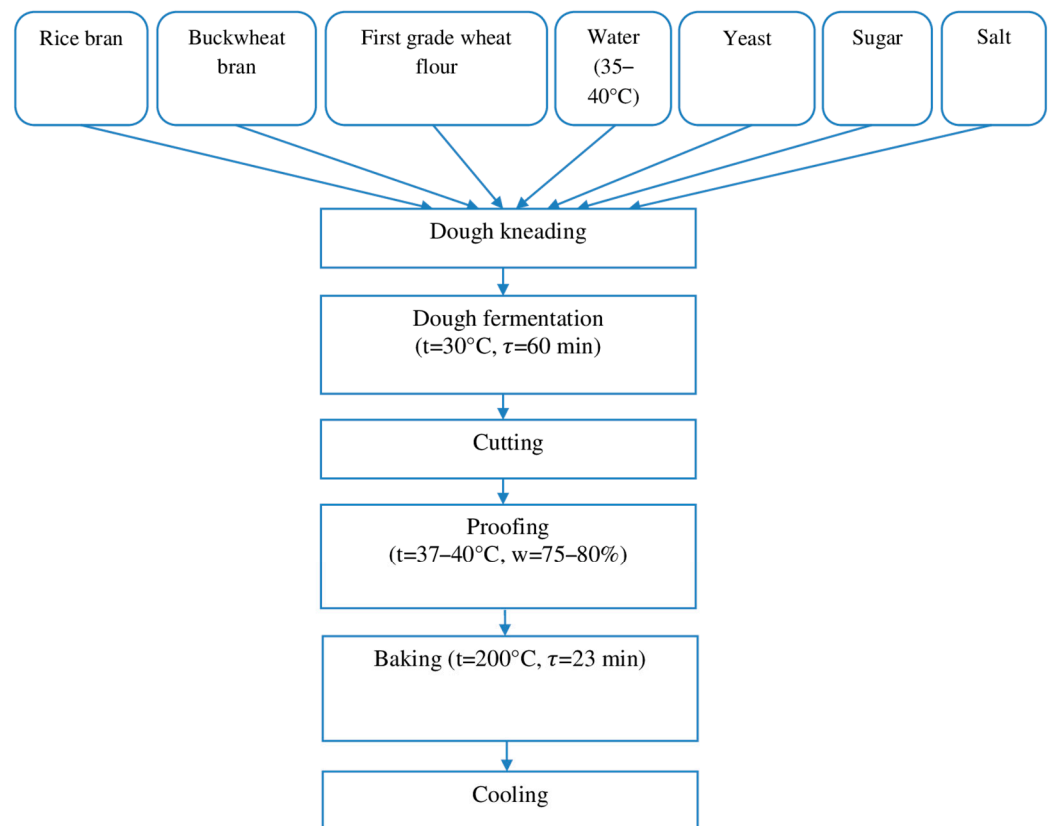 Rice bran
Buckwheat
bran
First grade wheat
flour
Water
(35–
40°C)
Yeast
Sugar
Salt
Dough kneading
Dough fermentation
(t=30°C, τ=60 min)
Cutting
Proofing
(t=37–40°C, w=75–80%)
Baking (t=200°C, τ=23 min)
Cooling